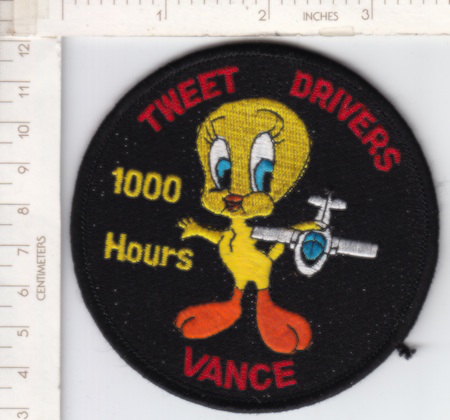 1 2 INCHES 3
12
11
10
9
8
7
6
5
4
3
CENTIMETERS
TWEET DRIVERS
1000
Hours
VANCE